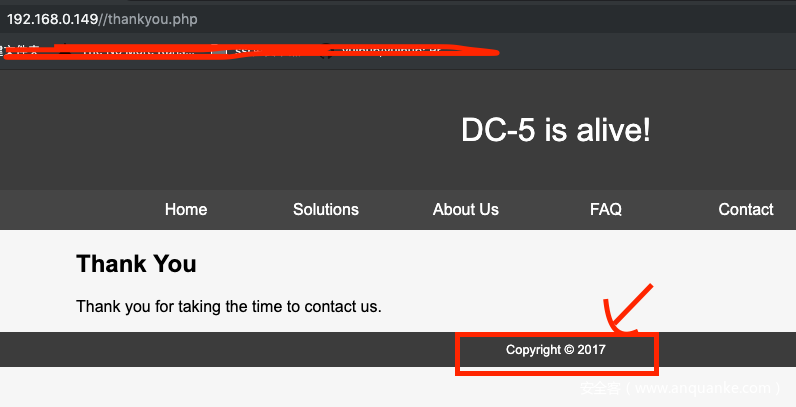 192.168.0.149//thankyou.php
DC-5 is alive!
Home Solutions About Us FAQ Contact
Thank You
Thank you for taking the time to contact us.
Copyright © 2017
安全客 ( www.anquanke.com )